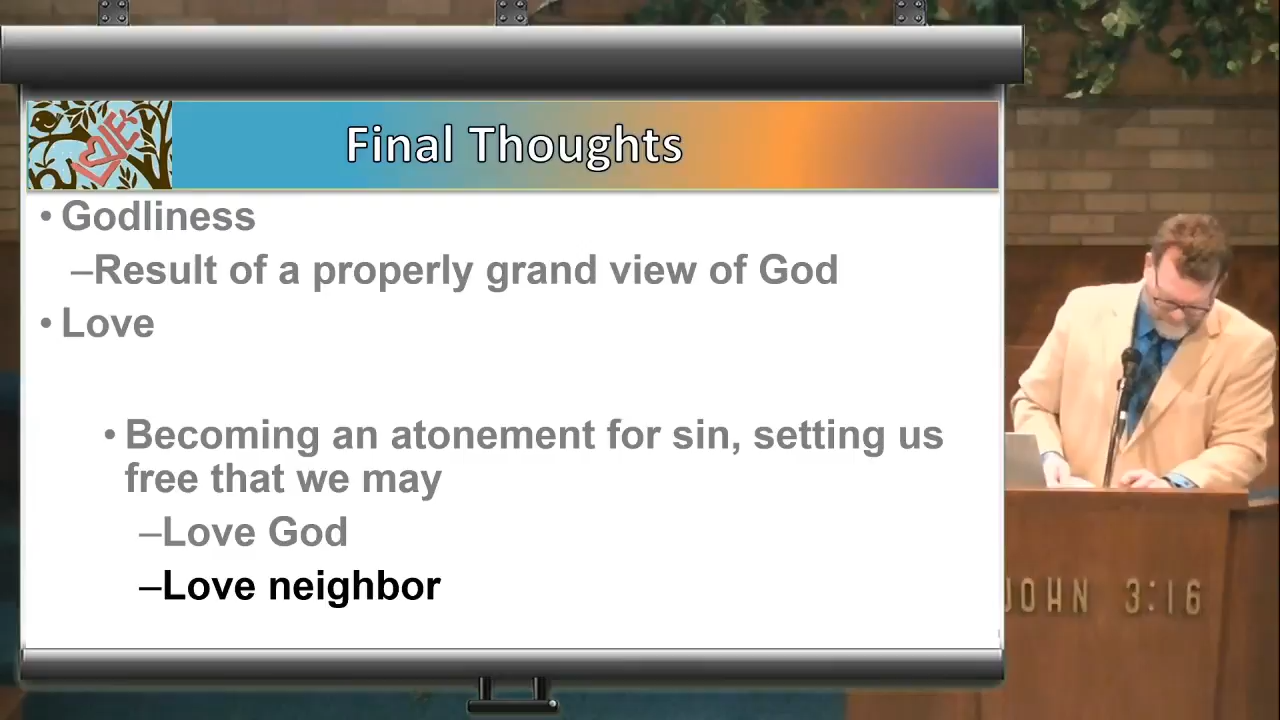 LOVE
Final Thoughts
• Godliness
–Result of a properly grand view of God
• Love
• Becoming an atonement for sin, setting us
free that we may
–Love God
–Love neighbor
JOHN 3:16